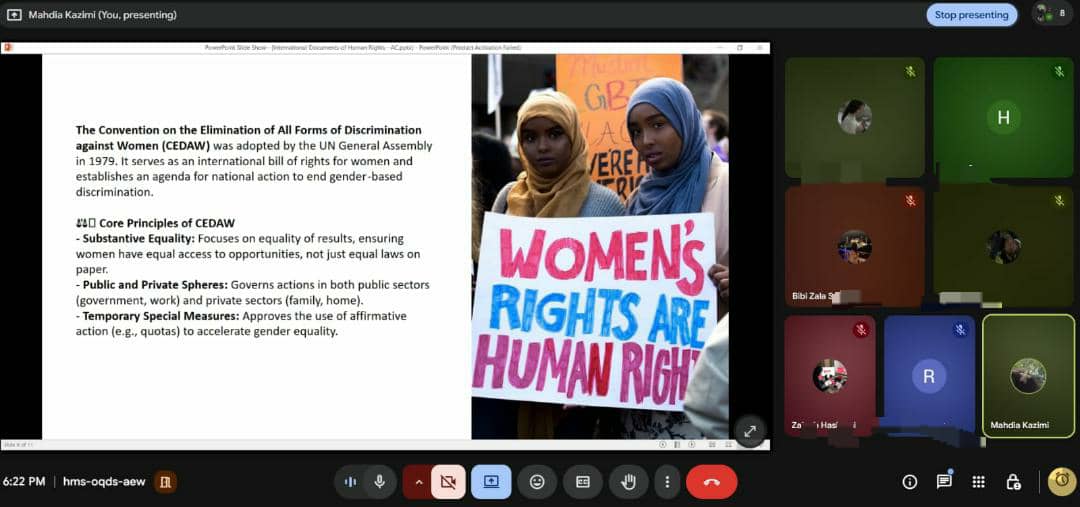 Mahdia Kazimi (You, presenting)
Stop presenting
8
PowerPoint Slide Show - [International Documents of Human Rights - AC.pptx] - PowerPoint (Product Activation Failed)
The Convention on the Elimination of All Forms of Discrimination
against Women (CEDAW) was adopted by the UN General Assembly
in 1979. It serves as an international bill of rights for women and
establishes an agenda for national action to end gender-based
discrimination.
Core Principles of CEDAW
- Substantive Equality: Focuses on equality of results, ensuring
women have equal access to opportunities, not just equal laws on
paper.
- Public and Private Spheres: Governs actions in both public sectors
(government, work) and private sectors (family, home).
- Temporary Special Measures: Approves the use of affirmative
action (e.g., quotas) to accelerate gender equality.
GB
WERE
WOMEN'S
RIGHTS ARE
HUMAN RIGH
H
Bibi Zala
R
Mahdia Kazimi
6:22 PM | hms-oqds-aew